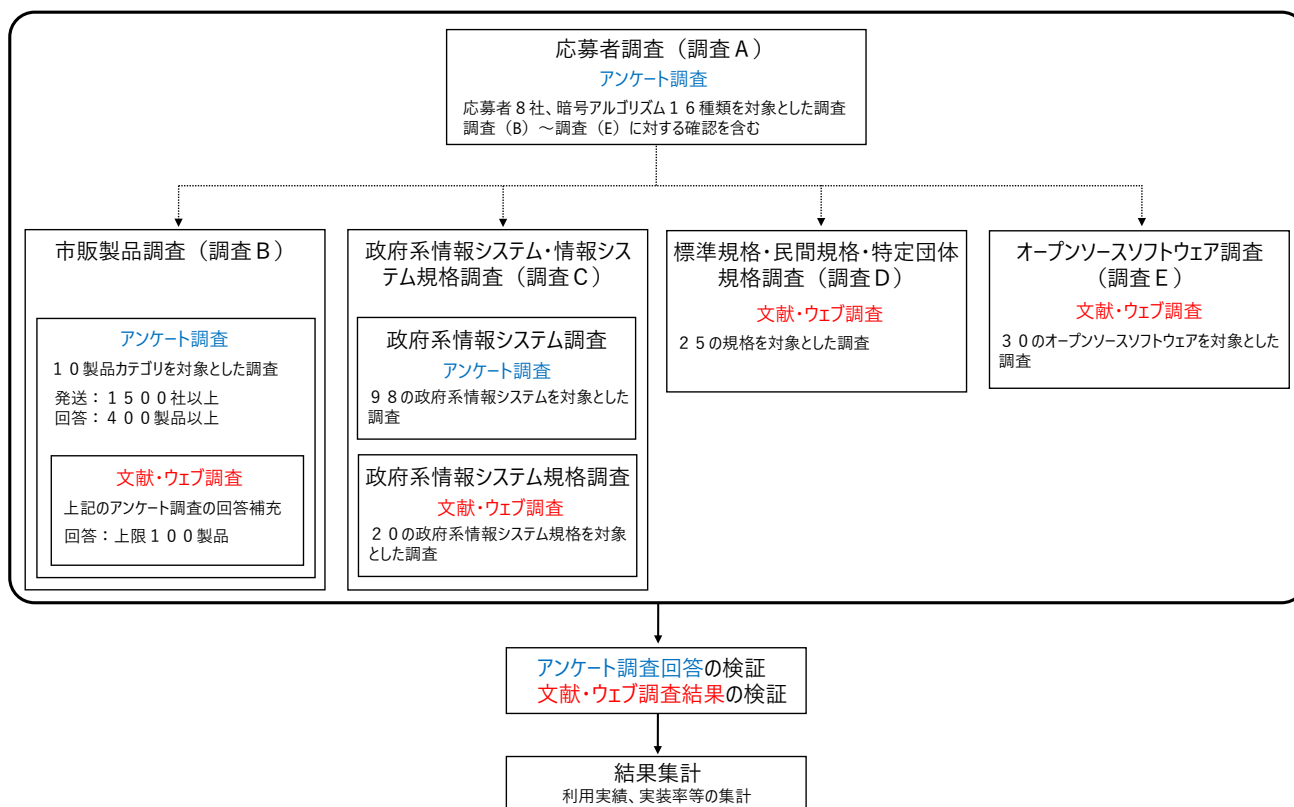 応募者調査（調査Ａ）
アンケート調査
応募者８社、暗号アルゴリズム１６種類を対象とした調査
調査（B）～調査（E）に対する確認を含む
市販製品調査（調査Ｂ）
アンケート調査
１０製品カテゴリを対象とした調査
発送：１５００社以上
回答：４００製品以上
文献・ウェブ調査
上記のアンケート調査の回答補充
回答：上限１００製品
政府系情報システム・情報シス
テム規格調査（調査Ｃ）
政府系情報システム調査
アンケート調査
９８の政府系情報システムを対象とした
調査
政府系情報システム規格調査
文献・ウェブ調査
２０の政府系情報システム規格を対象
とした調査
標準規格・民間規格・特定団体
規格調査（調査Ｄ）
文献・ウェブ調査
２５の規格を対象とした調査
オープンソースソフトウェア調査
（調査Ｅ）
文献・ウェブ調査
３０のオープンソースソフトウェアを対象とした
調査
アンケート調査回答の検証
文献・ウェブ調査結果の検証
結果集計
利用実績、実装率等の集計